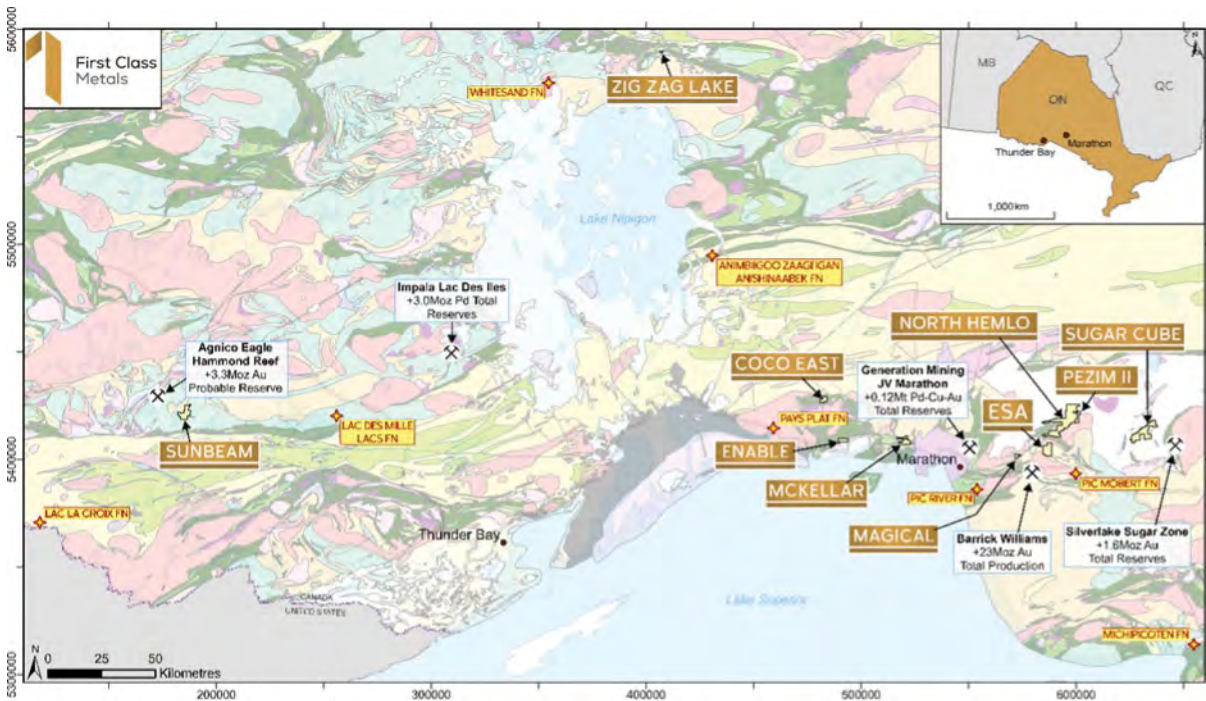 First Class
Metals
WHITESAND FN
ZIG ZAG LAKE
N
MB
ON
QC
Thunder Bay
Marathon
1,000km
Lake Nipigon
ANIMBIIGOO ZAAGI'IGAN
ANISHINAABEK FN
Impala Lac Des Iles
+3.0Moz Pd Total
Reserves
Agnico Eagle
Hammond Reef
+3.3Moz Au
Probable Reserve
SUNBEAM
LAC DES MILLE
LACS FN
LAC LA CROIX FN
COCO EAST
PAYS PLAT FN
ENABLE
MCKELLAR
Generation Mining
JV Marathon
+0.12Mt Pd-Cu-Au
Total Reserves
NORTH HEMLO
SUGAR CUBE
PEZIM II
ESA
Marathon
PIC RIVER FN
PIC MOBERT FN
MAGICAL
Barrick Williams
+23Moz Au
Total Production
Silverlake Sugar Zone
+1.6Moz Au
Total Reserves
Thunder Bay
CANADA
UNITED STATES
Lake Superior
MICHIPICOTEN FN
N
0 25 50
Kilometres
5600000
5500000
5400000
5300000
200000 300000 400000 500000 600000